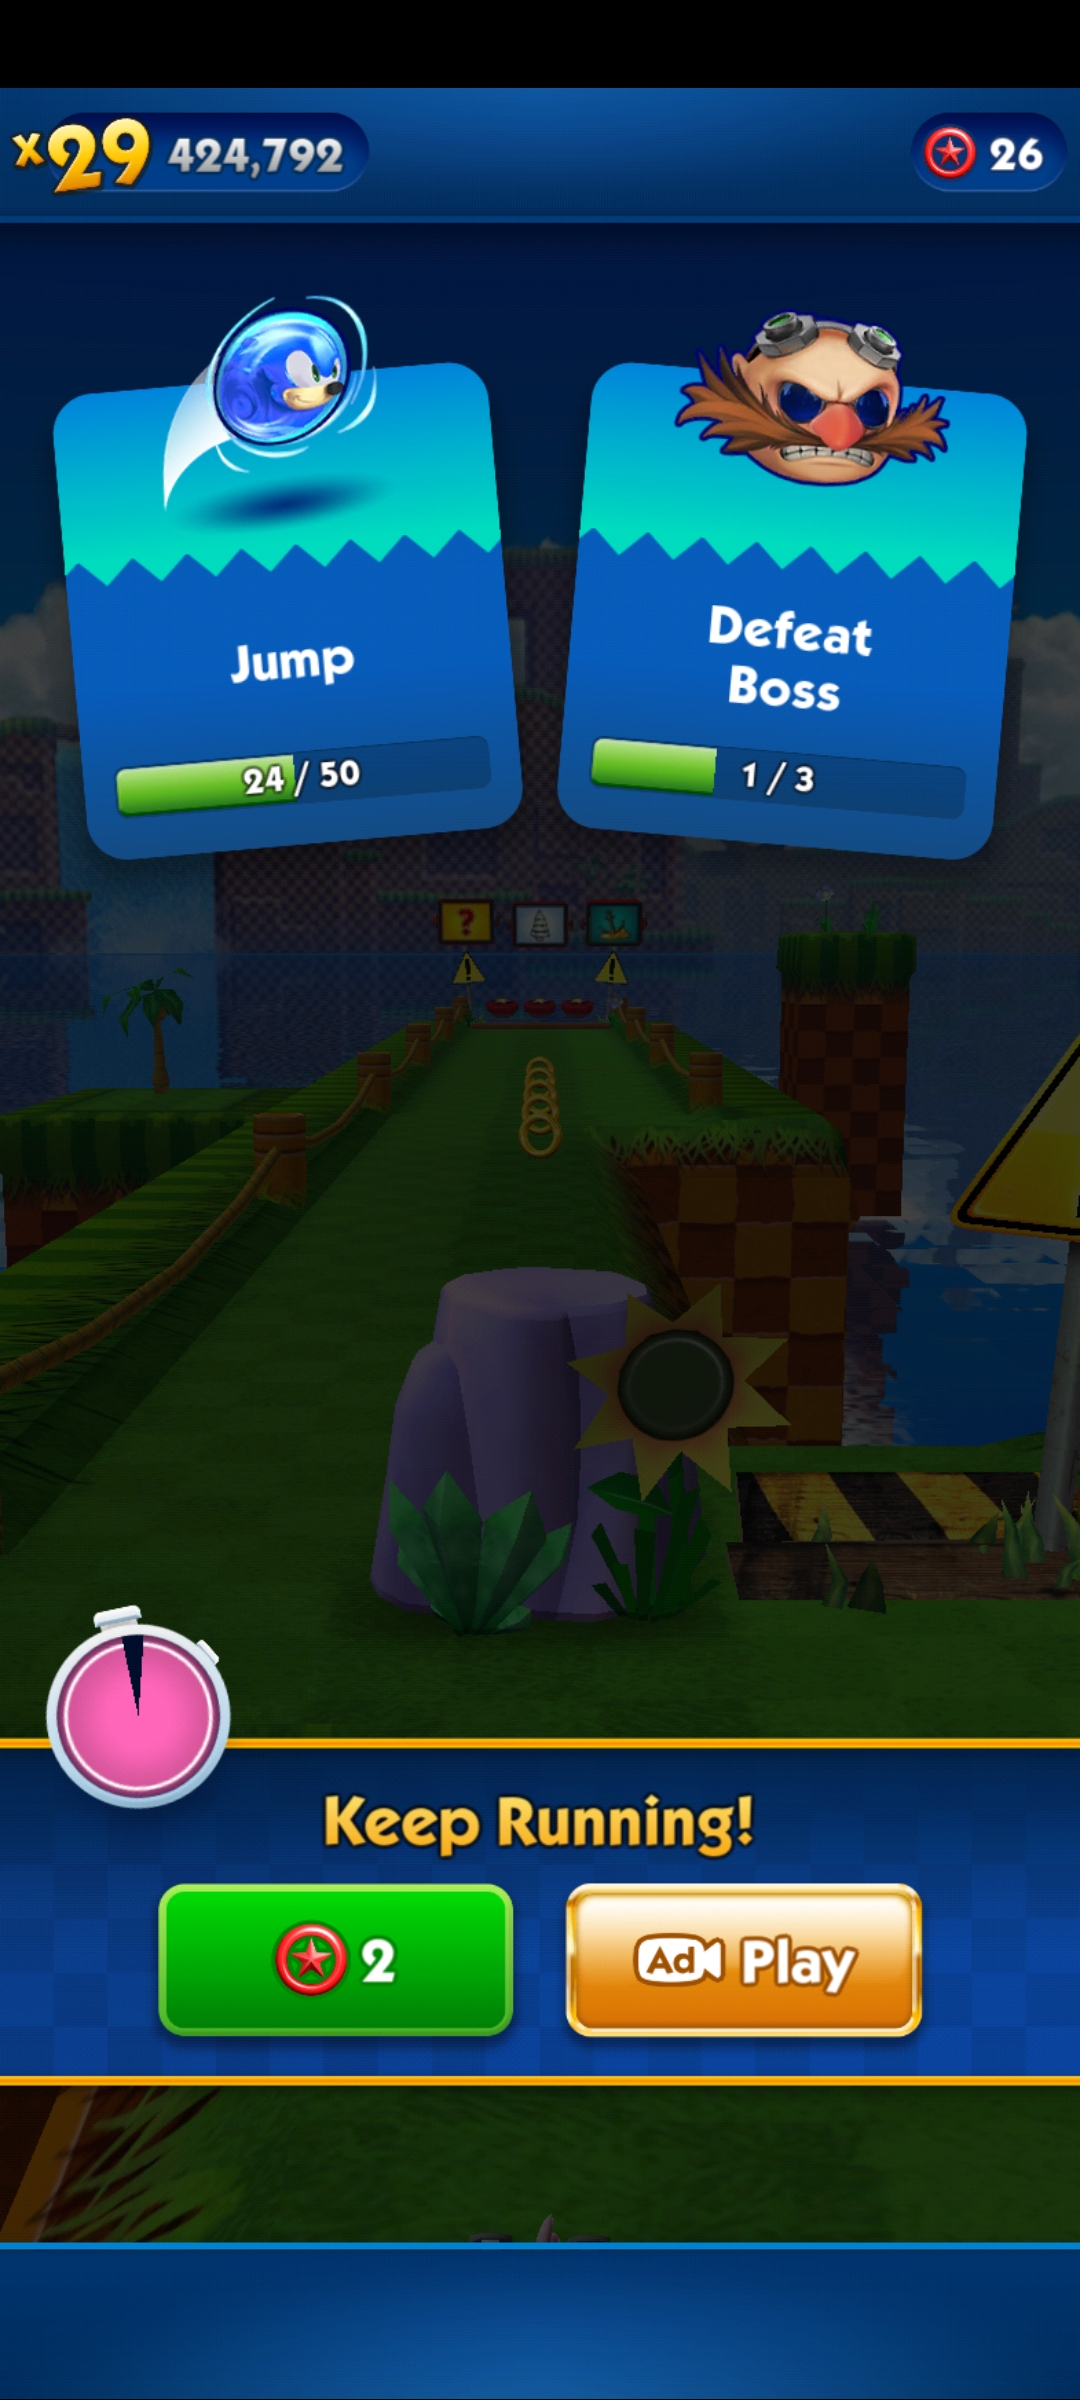 x29 424,792
26
Jump
24 / 50
Defeat
Boss
1 / 3
?
! !
Keep Running!
2
Ad Play